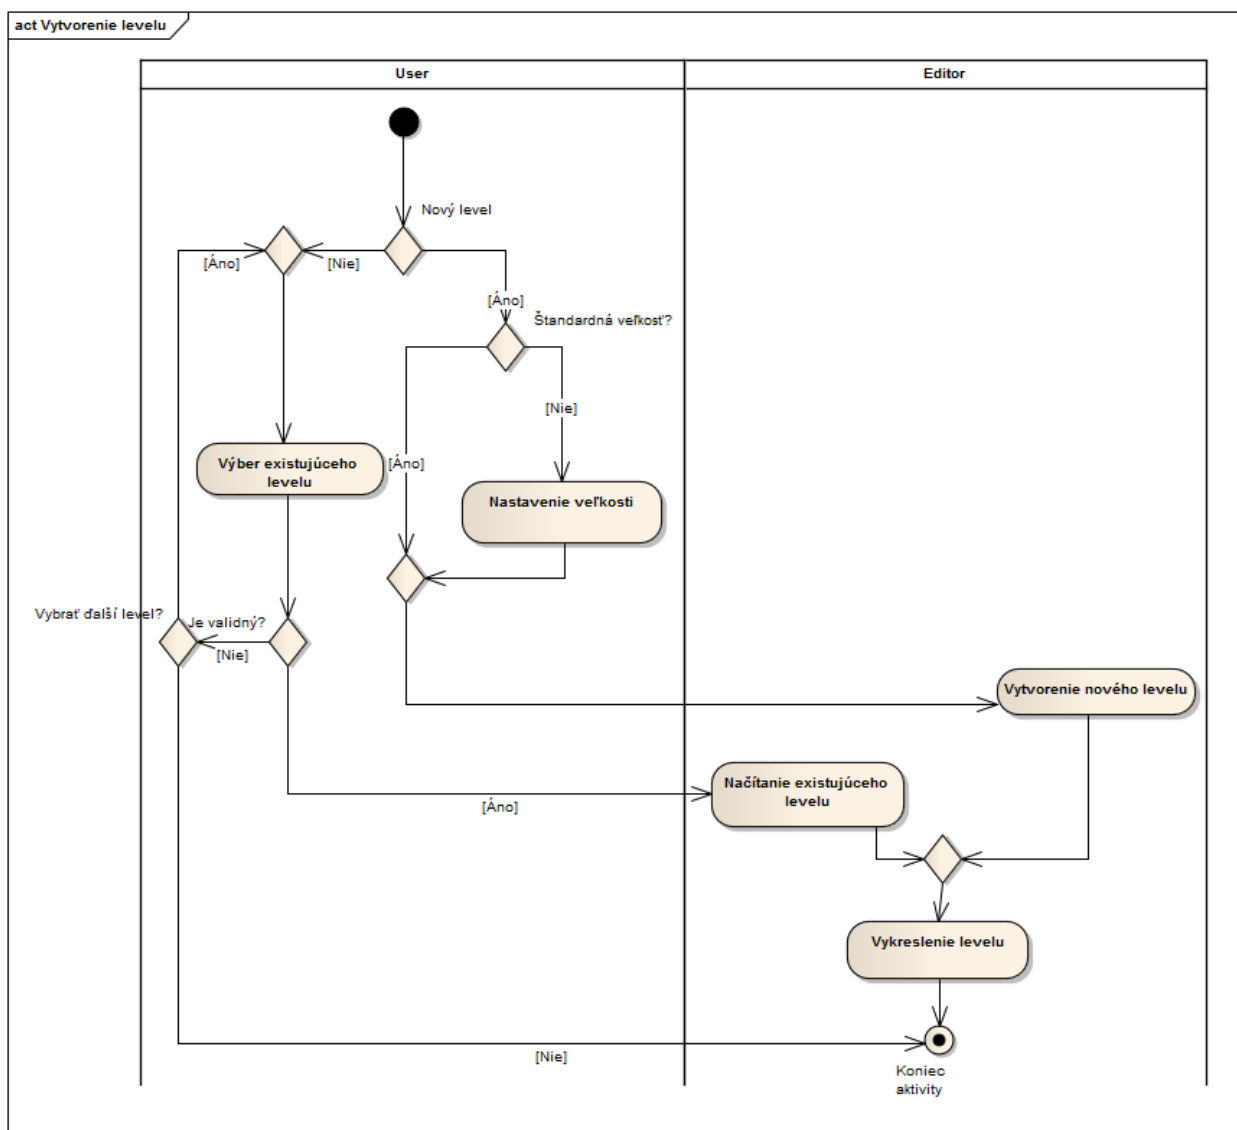 act Vytvorenie levelu
User
Editor
Nový level
[Áno]
[Nie]
[Áno]
Štandardná veľkosť?
[Nie]
[Áno]
Výber existujúceho
levelu
Nastavenie veľkosti
Vybrať ďalší level?
Je validný?
[Nie]
Vytvorenie nového levelu
Načítanie existujúceho
levelu
[Áno]
Vykreslenie levelu
[Nie]
Koniec
aktivity